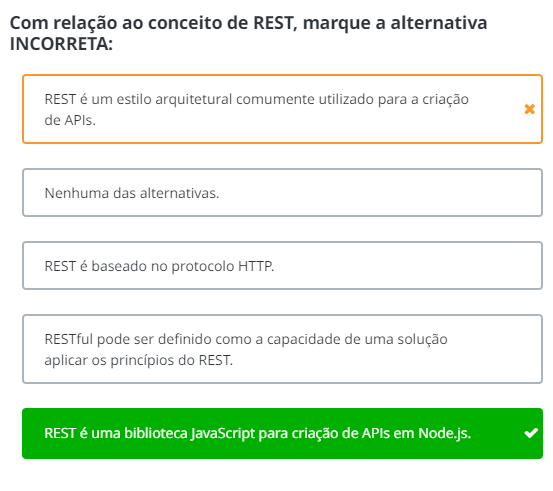 Com relação ao conceito de REST, marque a alternativa
INCORRETA:
REST é um estilo arquitetural comumente utilizado para a criação
de APIs.
Nenhuma das alternativas.
REST é baseado no protocolo HTTP.
RESTful pode ser definido como a capacidade de uma solução
aplicar os princípios do REST.
REST é uma biblioteca JavaScript para criação de APIs em Node.js.